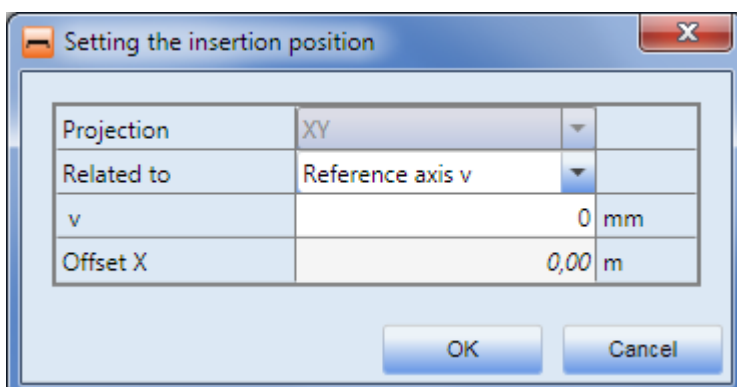 Setting the insertion position
Projection XY
Related to Reference axis v
v 0 mm
Offset X 0,00 m
OK Cancel